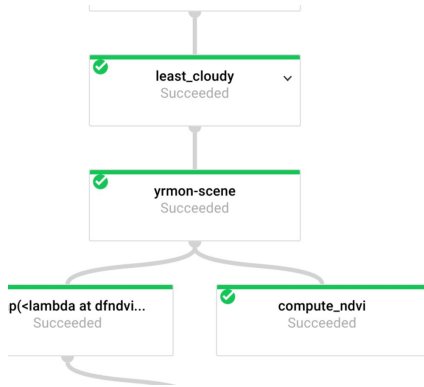 least_cloudy
Succeeded
yrmon-scene
Succeeded
p(<lambda at dfndvi...
Succeeded
compute_ndvi
Succeeded